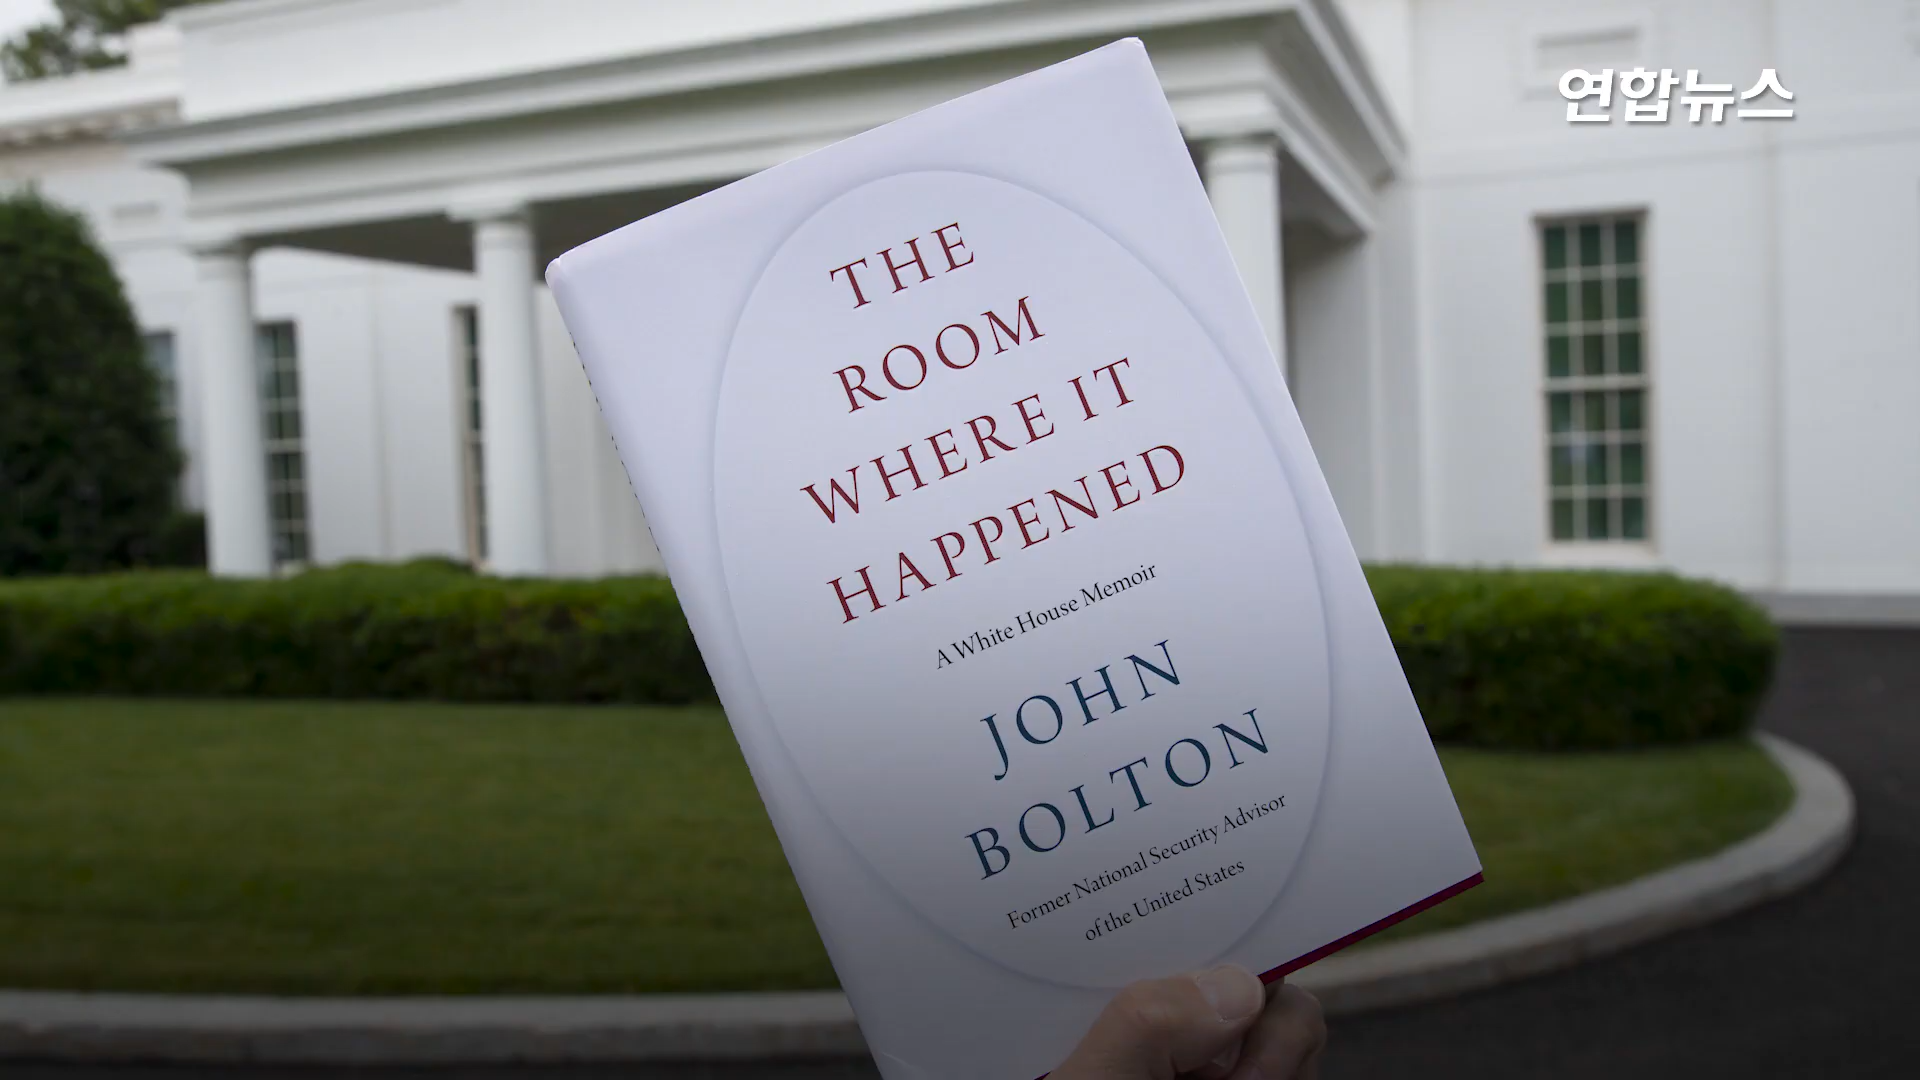 연합뉴스
THE
ROOM
WHERE IT
HAPPENED
A White House Memoir
JOHN
BOLTON
Former National Security Advisor
of the United States